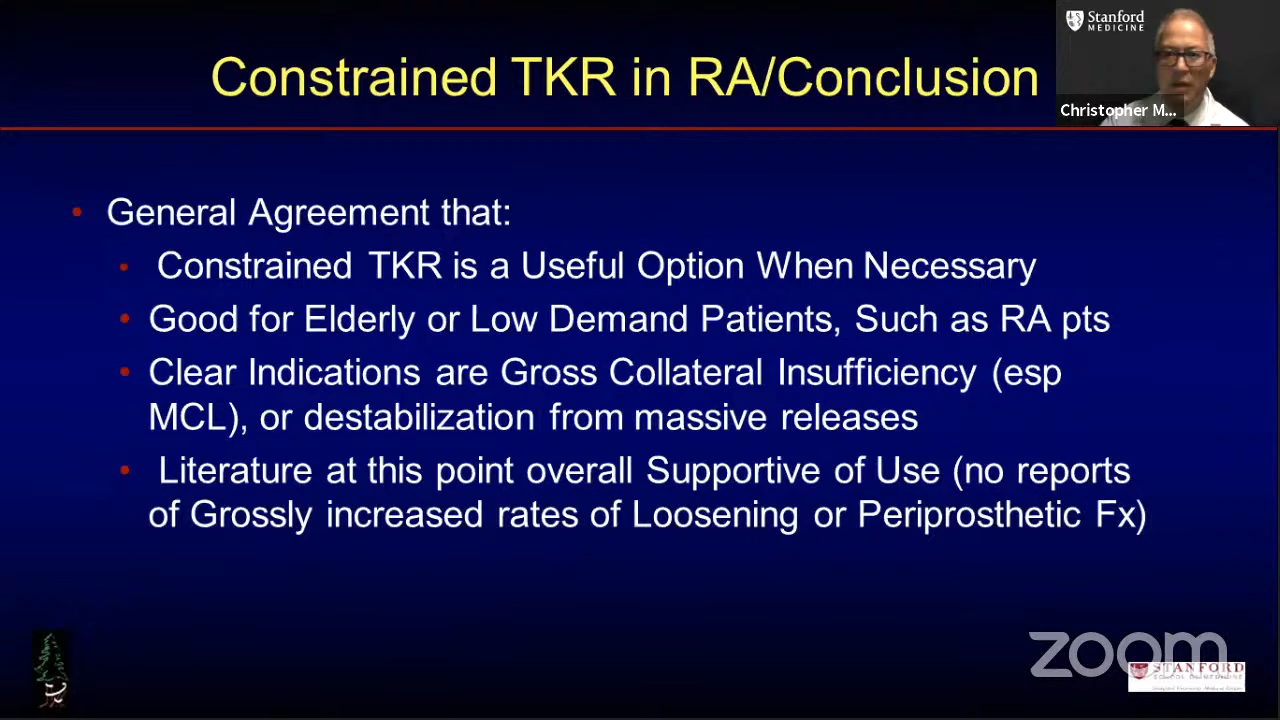 Stanford
MEDICINE
Constrained TKR in RA/Conclusion
Christopher M...
• General Agreement that:
• Constrained TKR is a Useful Option When Necessary
• Good for Elderly or Low Demand Patients, Such as RA pts
• Clear Indications are Gross Collateral Insufficiency (esp
MCL), or destabilization from massive releases
• Literature at this point overall Supportive of Use (no reports
of Grossly increased rates of Loosening or Periprosthetic Fx)
zoom
STANFORD
SCHOOL OF MEDICINE